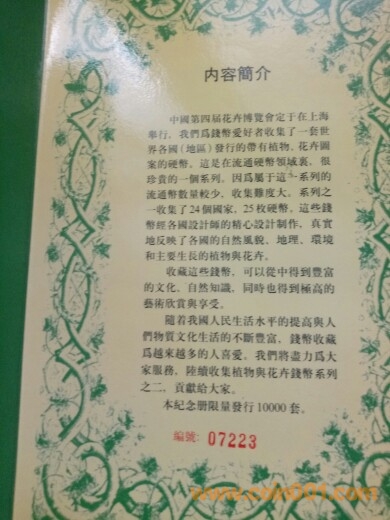 内容簡介
中國第四届花卉博覽會定于在上海
舉行，我們爲錢幣愛好者收集了一套世
界各國（地區）發行的帶有植物、花卉圖
案的硬幣。這是在流通硬幣領域裏，很
珍貴的一個系列，因爲屬于這一系列的
流通幣數量較少，收集難度大。系列之
一收集了24個國家，25枚硬幣。這些錢
幣經各國設計師的精心設計制作，真實
地反映了各國的自然風貌、地理、環境
和主要生長的植物與花卉。
收藏這些錢幣，可以從中得到豐富
的文化、自然知識，同時也得到極高的
藝術欣賞與享受。
隨着我國人民生活水平的提高與人
們物質文化生活的不斷豐富，錢幣收藏
爲越來越多的人喜愛。我們將盡力爲大
家服務，陸續收集植物與花卉錢幣系列
之二，貢獻給大家。
本紀念册限量發行10000套。
編號：07223
www.coin001.com